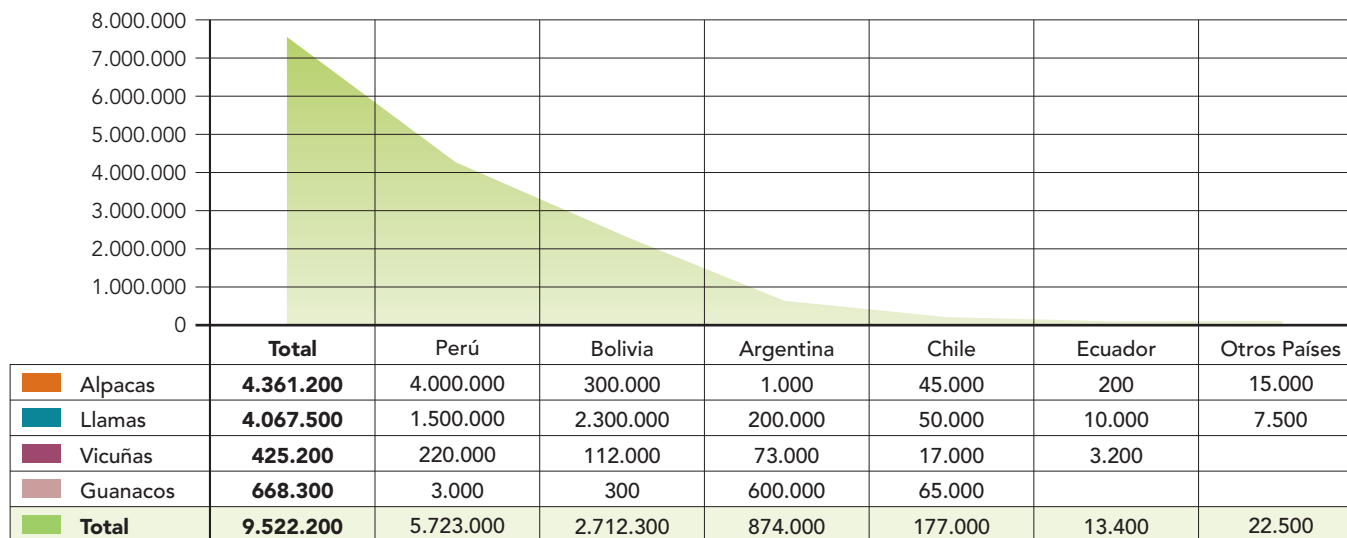 8.000.000
7.000.000
6.000.000
5.000.000
4.000.000
3.000.000
2.000.000
1.000.000
0
Total Perú Bolivia Argentina Chile Ecuador Otros Países
Alpacas 4.361.200 4.000.000 300.000 1.000 45.000 200 15.000
Llamas 4.067.500 1.500.000 2.300.000 200.000 50.000 10.000 7.500
Vicuñas 425.200 220.000 112.000 73.000 17.000 3.200
Guanacos 668.300 3.000 300 600.000 65.000
Total 9.522.200 5.723.000 2.712.300 874.000 177.000 13.400 22.500